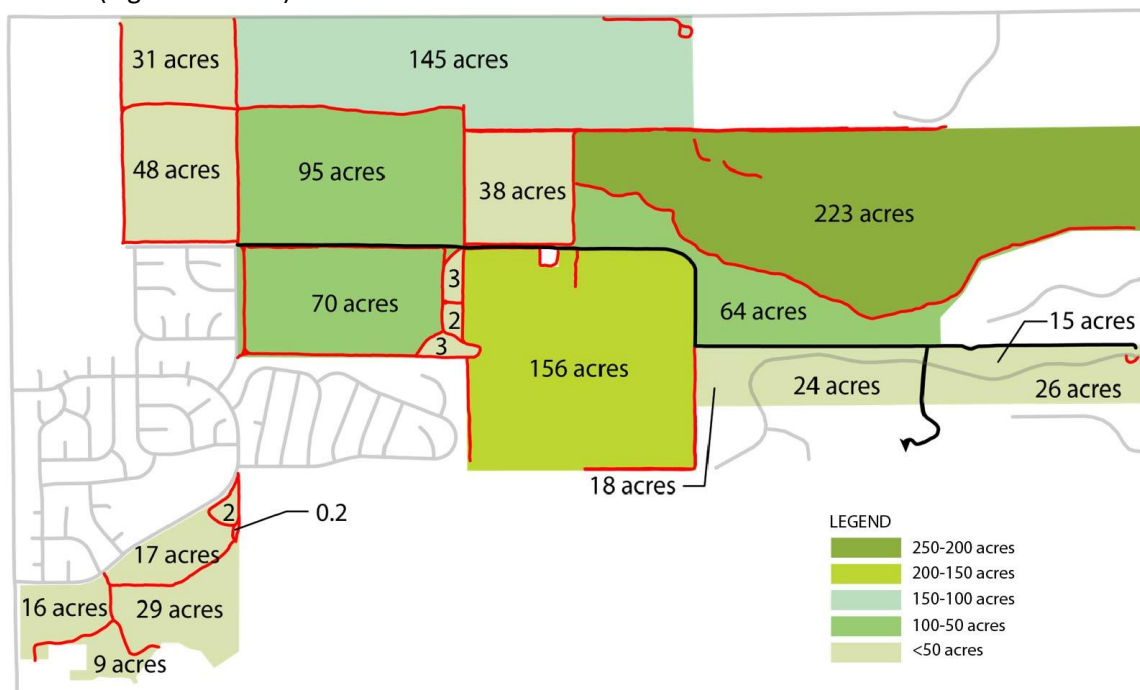 31 acres
145 acres
48 acres
95 acres
38 acres
223 acres
3
70 acres
2
3
64 acres
15 acres
156 acres
24 acres
26 acres
18 acres
2
0.2
17 acres
16 acres
29 acres
9 acres
LEGEND
250-200 acres
200-150 acres
150-100 acres
100-50 acres
<50 acres